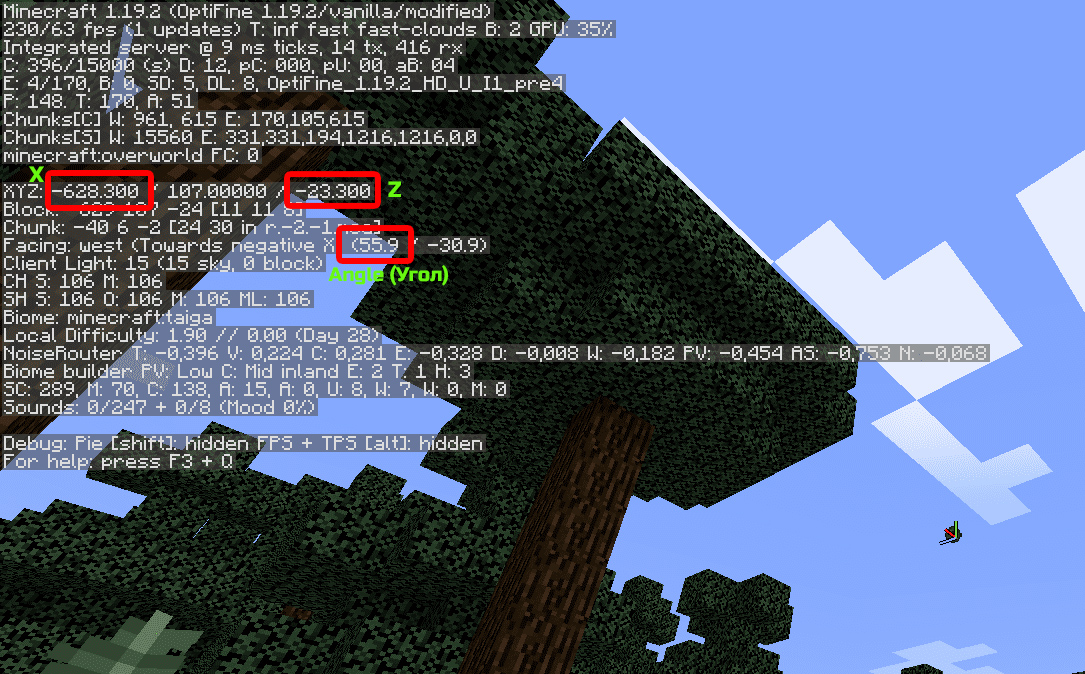 Minecraft 1.19.2 (OptiFine 1.19.2/vanilla/modified)
230/63 fps (1 updates) T: inf fast fast-clouds B: 2 GPU: 35%
Integrated server @ 9 ms ticks, 14 tx, 416 rx
C: 396/15000 (s) D: 12, pC: 000, pU: 00, aB: 04
E: 4/170, B: 0, SD: 5, DL: 8, OptiFine_1.19.2_HD_U_I1_pre4
P: 148. T: 170, A: 51
Chunks[C] W: 961, 615 E: 170,105,615
Chunks[S] W: 15560 E: 331,331,194,1216,1216,0,0
minecraft:overworld FC: 0
X
XYZ: -628.300 / 107.00000 / -23.300 Z
Block: -629 107 -24 [11 11 8]
Chunk: -40 6 -2 [24 30 in r.-2.-1.mca]
Facing: west (Towards negative X) (55.9 / -30.9)
Client Light: 15 (15 sky, 0 block)
Angle (Угол)
CH S: 106 M: 106
SH S: 106 O: 106 M: 106 ML: 106
Biome: minecraft:taiga
Local Difficulty: 1.90 // 0.00 (Day 28)
NoiseRouter T: -0,396 V: 0,224 C: 0,281 E: -0,328 D: -0,008 W: -0,182 PV: -0,454 AS: -0,753 N: -0,068
Biome builder PV: Low C: Mid inland E: 2 T: 1 H: 3
SC: 289, M: 70, C: 138, A: 15, A: 0, U: 8, W: 7, W: 0, M: 0
Sounds: 0/247 + 0/8 (Mood 0%)
Debug: Pie [shift]: hidden FPS + TPS [alt]: hidden
For help: press F3 + Q